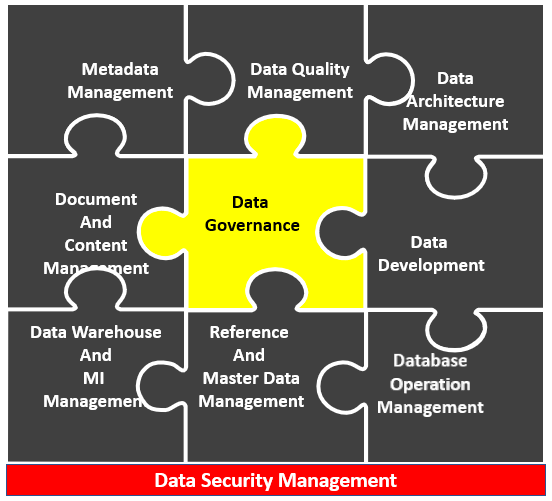 Metadata
Management
Data Quality
Management
Data
Architecture
Management
Document
And
Content
Management
Data
Governance
Data
Development
Data Warehouse
And
MI
Management
Reference
And
Master Data
Management
Database
Operation
Management
Data Security Management